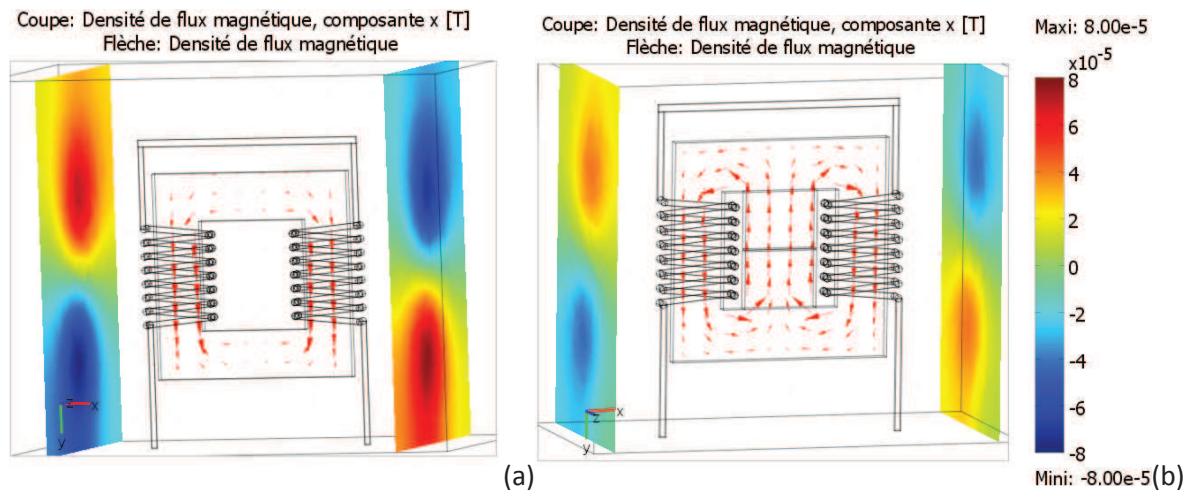 Coupe: Densité de flux magnétique, composante x [T]
Flèche: Densité de flux magnétique
z x
y
(a)
Coupe: Densité de flux magnétique, composante x [T]
Flèche: Densité de flux magnétique
x
z
y
Maxi: 8.00e-5
x10⁻⁵
8
6
4
2
0
-2
-4
-6
-8
Mini: -8.00e-5
(b)